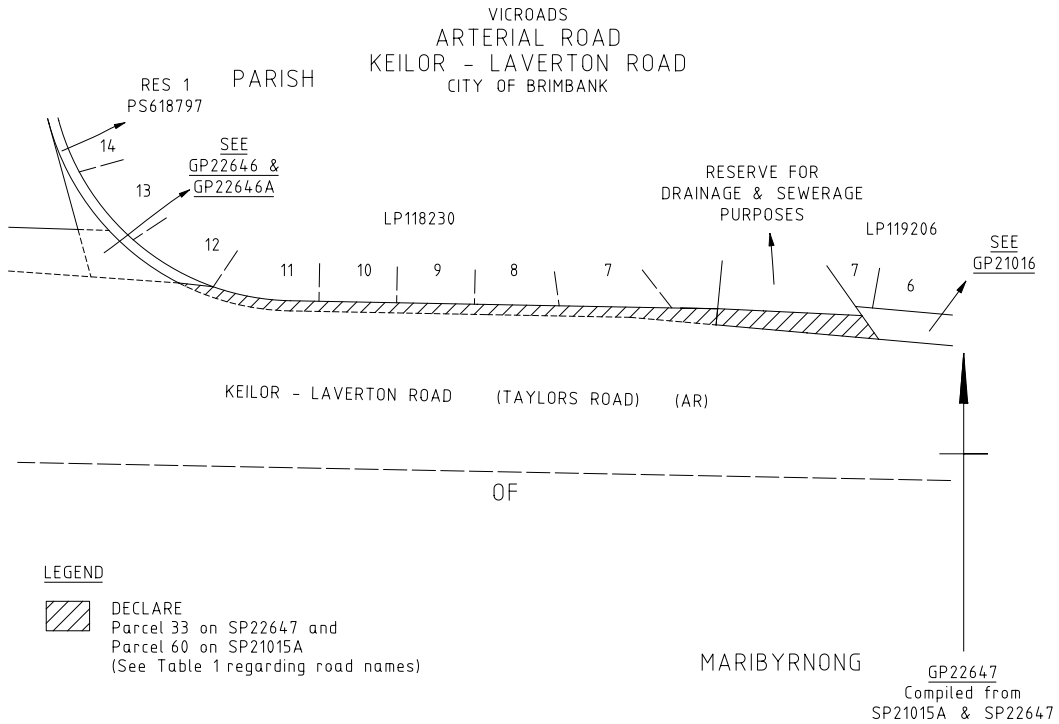 VICROADS
ARTERIAL ROAD
KEILOR - LAVERTON ROAD
CITY OF BRIMBANK
PARISH
RES 1
PS618797
14
SEE
GP22646 &
GP22646A
13
12
LP118230
11
10
9
8
7
RESERVE FOR
DRAINAGE & SEWERAGE
PURPOSES
LP119206
7
6
SEE
GP21016
KEILOR - LAVERTON ROAD (TAYLORS ROAD) (AR)
OF
LEGEND
DECLARE
Parcel 33 on SP22647 and
Parcel 60 on SP21015A
(See Table 1 regarding road names)
MARIBYRNONG
GP22647
Compiled from
SP21015A & SP22647